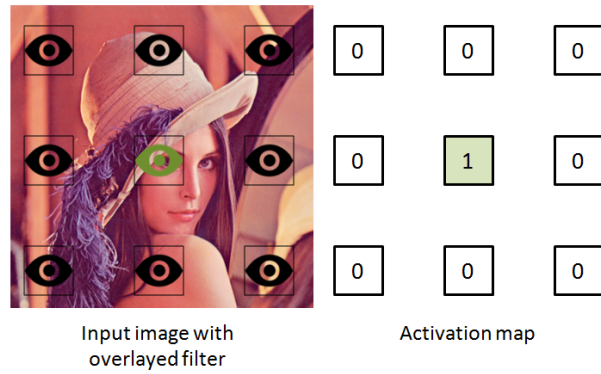 0 0 0
0 1 0
0 0 0
Input image with
overlayed filter
Activation map